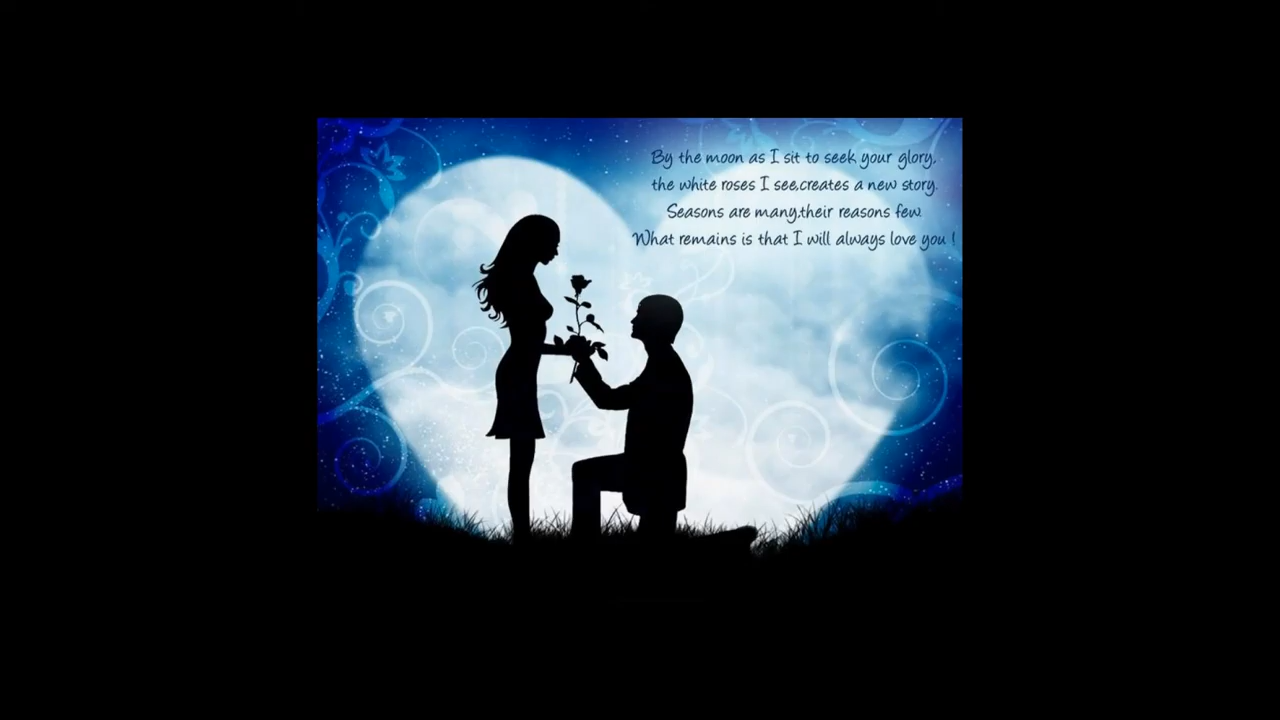 By the moon as I sit to seek your glory,
the white roses I see,creates a new story.
Seasons are many,their reasons few.
What remains is that I will always love you !